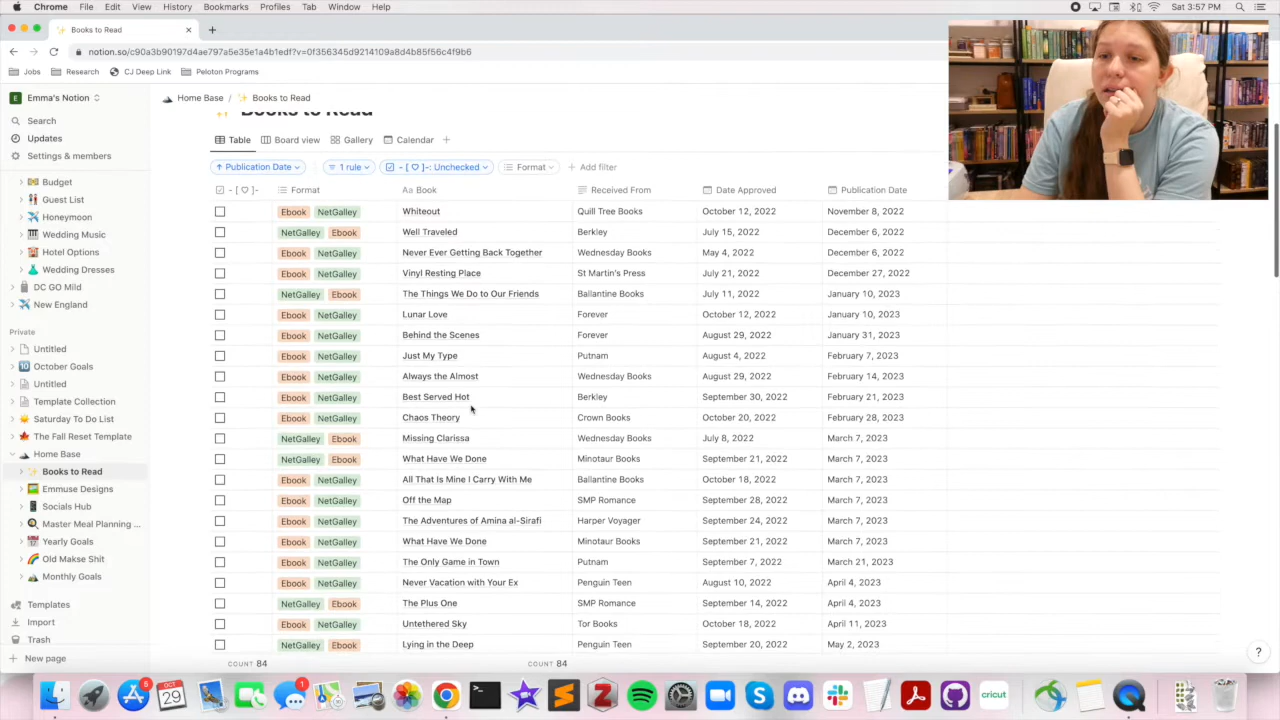 Chrome File Edit View History Bookmarks Profiles Tab Window Help Sat 3:57 PM
Books to Read
notion.so/c90a3b90197d4ae797a5e35e1a4b1edf?v=0f356345d9214109a8d4b85f56c4f9b6
Jobs Research CJ Deep Link Peloton Programs
Emma's Notion Home Base / Books to Read
Search
Updates
Settings & members
Budget
Guest List
Honeymoon
Wedding Music
Hotel Options
Wedding Dresses
DC GO Mild
New England
Private
Untitled
October Goals
Untitled
Template Collection
Saturday To Do List
The Fall Reset Template
Home Base
Books to Read
Emmuse Designs
Socials Hub
Master Meal Planning ...
Yearly Goals
Old Makse Shit
Monthly Goals
Templates
Import
Trash
New page
Books to Read
Table Board view Gallery Calendar +
↑ Publication Date 1 rule - [ ♡ ]-: Unchecked Format + Add filter
- [ ♡ ]- Format Aa Book Received From Date Approved Publication Date
Ebook NetGalley Whiteout Quill Tree Books October 12, 2022 November 8, 2022
NetGalley Ebook Well Traveled Berkley July 15, 2022 December 6, 2022
Ebook NetGalley Never Ever Getting Back Together Wednesday Books May 4, 2022 December 6, 2022
Ebook NetGalley Vinyl Resting Place St Martin's Press July 21, 2022 December 27, 2022
NetGalley Ebook The Things We Do to Our Friends Ballantine Books July 11, 2022 January 10, 2023
Ebook NetGalley Lunar Love Forever October 12, 2022 January 10, 2023
Ebook NetGalley Behind the Scenes Forever August 29, 2022 January 31, 2023
Ebook NetGalley Just My Type Putnam August 4, 2022 February 7, 2023
Ebook NetGalley Always the Almost Wednesday Books August 29, 2022 February 14, 2023
Ebook NetGalley Best Served Hot Berkley September 30, 2022 February 21, 2023
Ebook NetGalley Chaos Theory Crown Books October 20, 2022 February 28, 2023
NetGalley Ebook Missing Clarissa Wednesday Books July 8, 2022 March 7, 2023
Ebook NetGalley What Have We Done Minotaur Books September 21, 2022 March 7, 2023
Ebook NetGalley All That Is Mine I Carry With Me Ballantine Books October 18, 2022 March 7, 2023
Ebook NetGalley Off the Map SMP Romance September 28, 2022 March 7, 2023
Ebook NetGalley The Adventures of Amina al-Sirafi Harper Voyager September 24, 2022 March 7, 2023
Ebook NetGalley What Have We Done Minotaur Books September 21, 2022 March 7, 2023
Ebook NetGalley The Only Game in Town Putnam September 7, 2022 March 21, 2023
Ebook NetGalley Never Vacation with Your Ex Penguin Teen August 10, 2022 April 4, 2023
NetGalley Ebook The Plus One SMP Romance September 14, 2022 April 4, 2023
Ebook NetGalley Untethered Sky Tor Books October 18, 2022 April 11, 2023
NetGalley Ebook Lying in the Deep Penguin Teen September 20, 2022 May 2, 2023
COUNT 84 COUNT 84
?
5 OCT 29 1 cricut